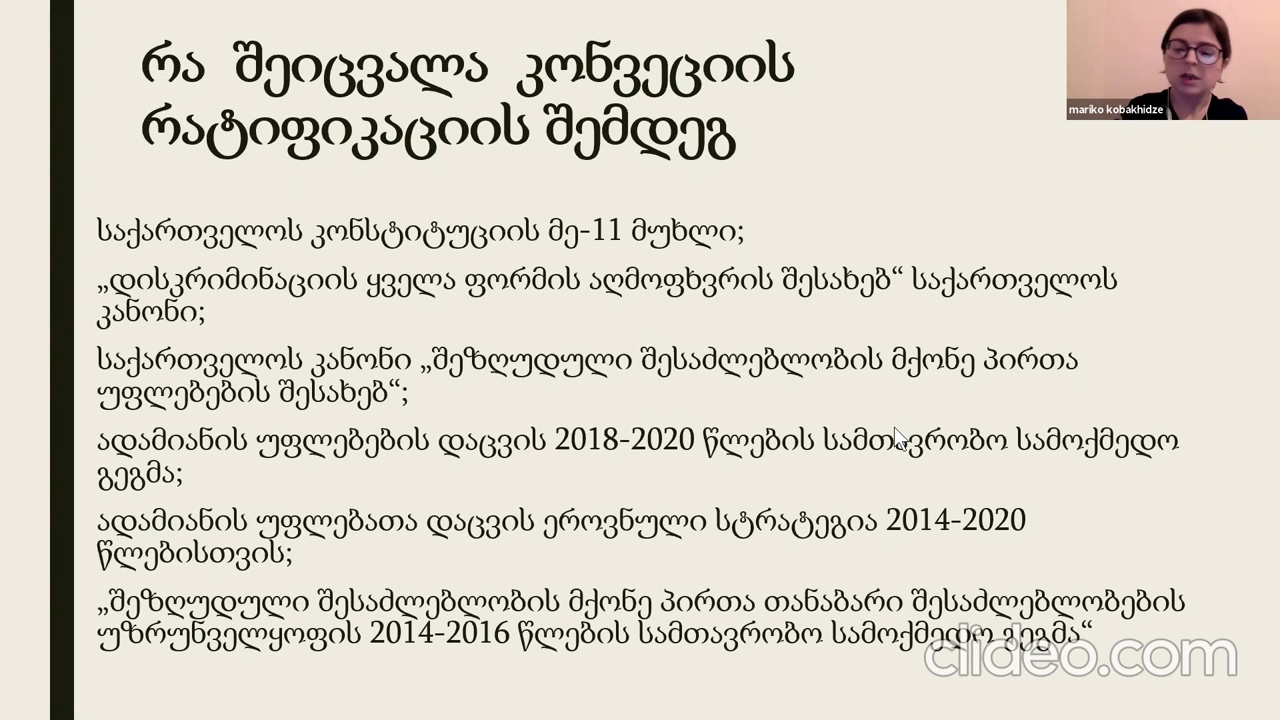 რა შეიცვალა კონვეციის
რატიფიკაციის შემდეგ
mariko kobakhidze
საქართველოს კონსტიტუციის მე-11 მუხლი;
„დისკრიმინაციის ყველა ფორმის აღმოფხვრის შესახებ“ საქართველოს
კანონი;
საქართველოს კანონი „შეზღუდული შესაძლებლობის მქონე პირთა
უფლებების შესახებ“;
ადამიანის უფლებების დაცვის 2018-2020 წლების სამთავრობო სამოქმედო
გეგმა;
ადამიანის უფლებათა დაცვის ეროვნული სტრატეგია 2014-2020
წლებისთვის;
„შეზღუდული შესაძლებლობის მქონე პირთა თანაბარი შესაძლებლობების
უზრუნველყოფის 2014-2016 წლების სამთავრობო სამოქმედო გეგმა“
clideo.com